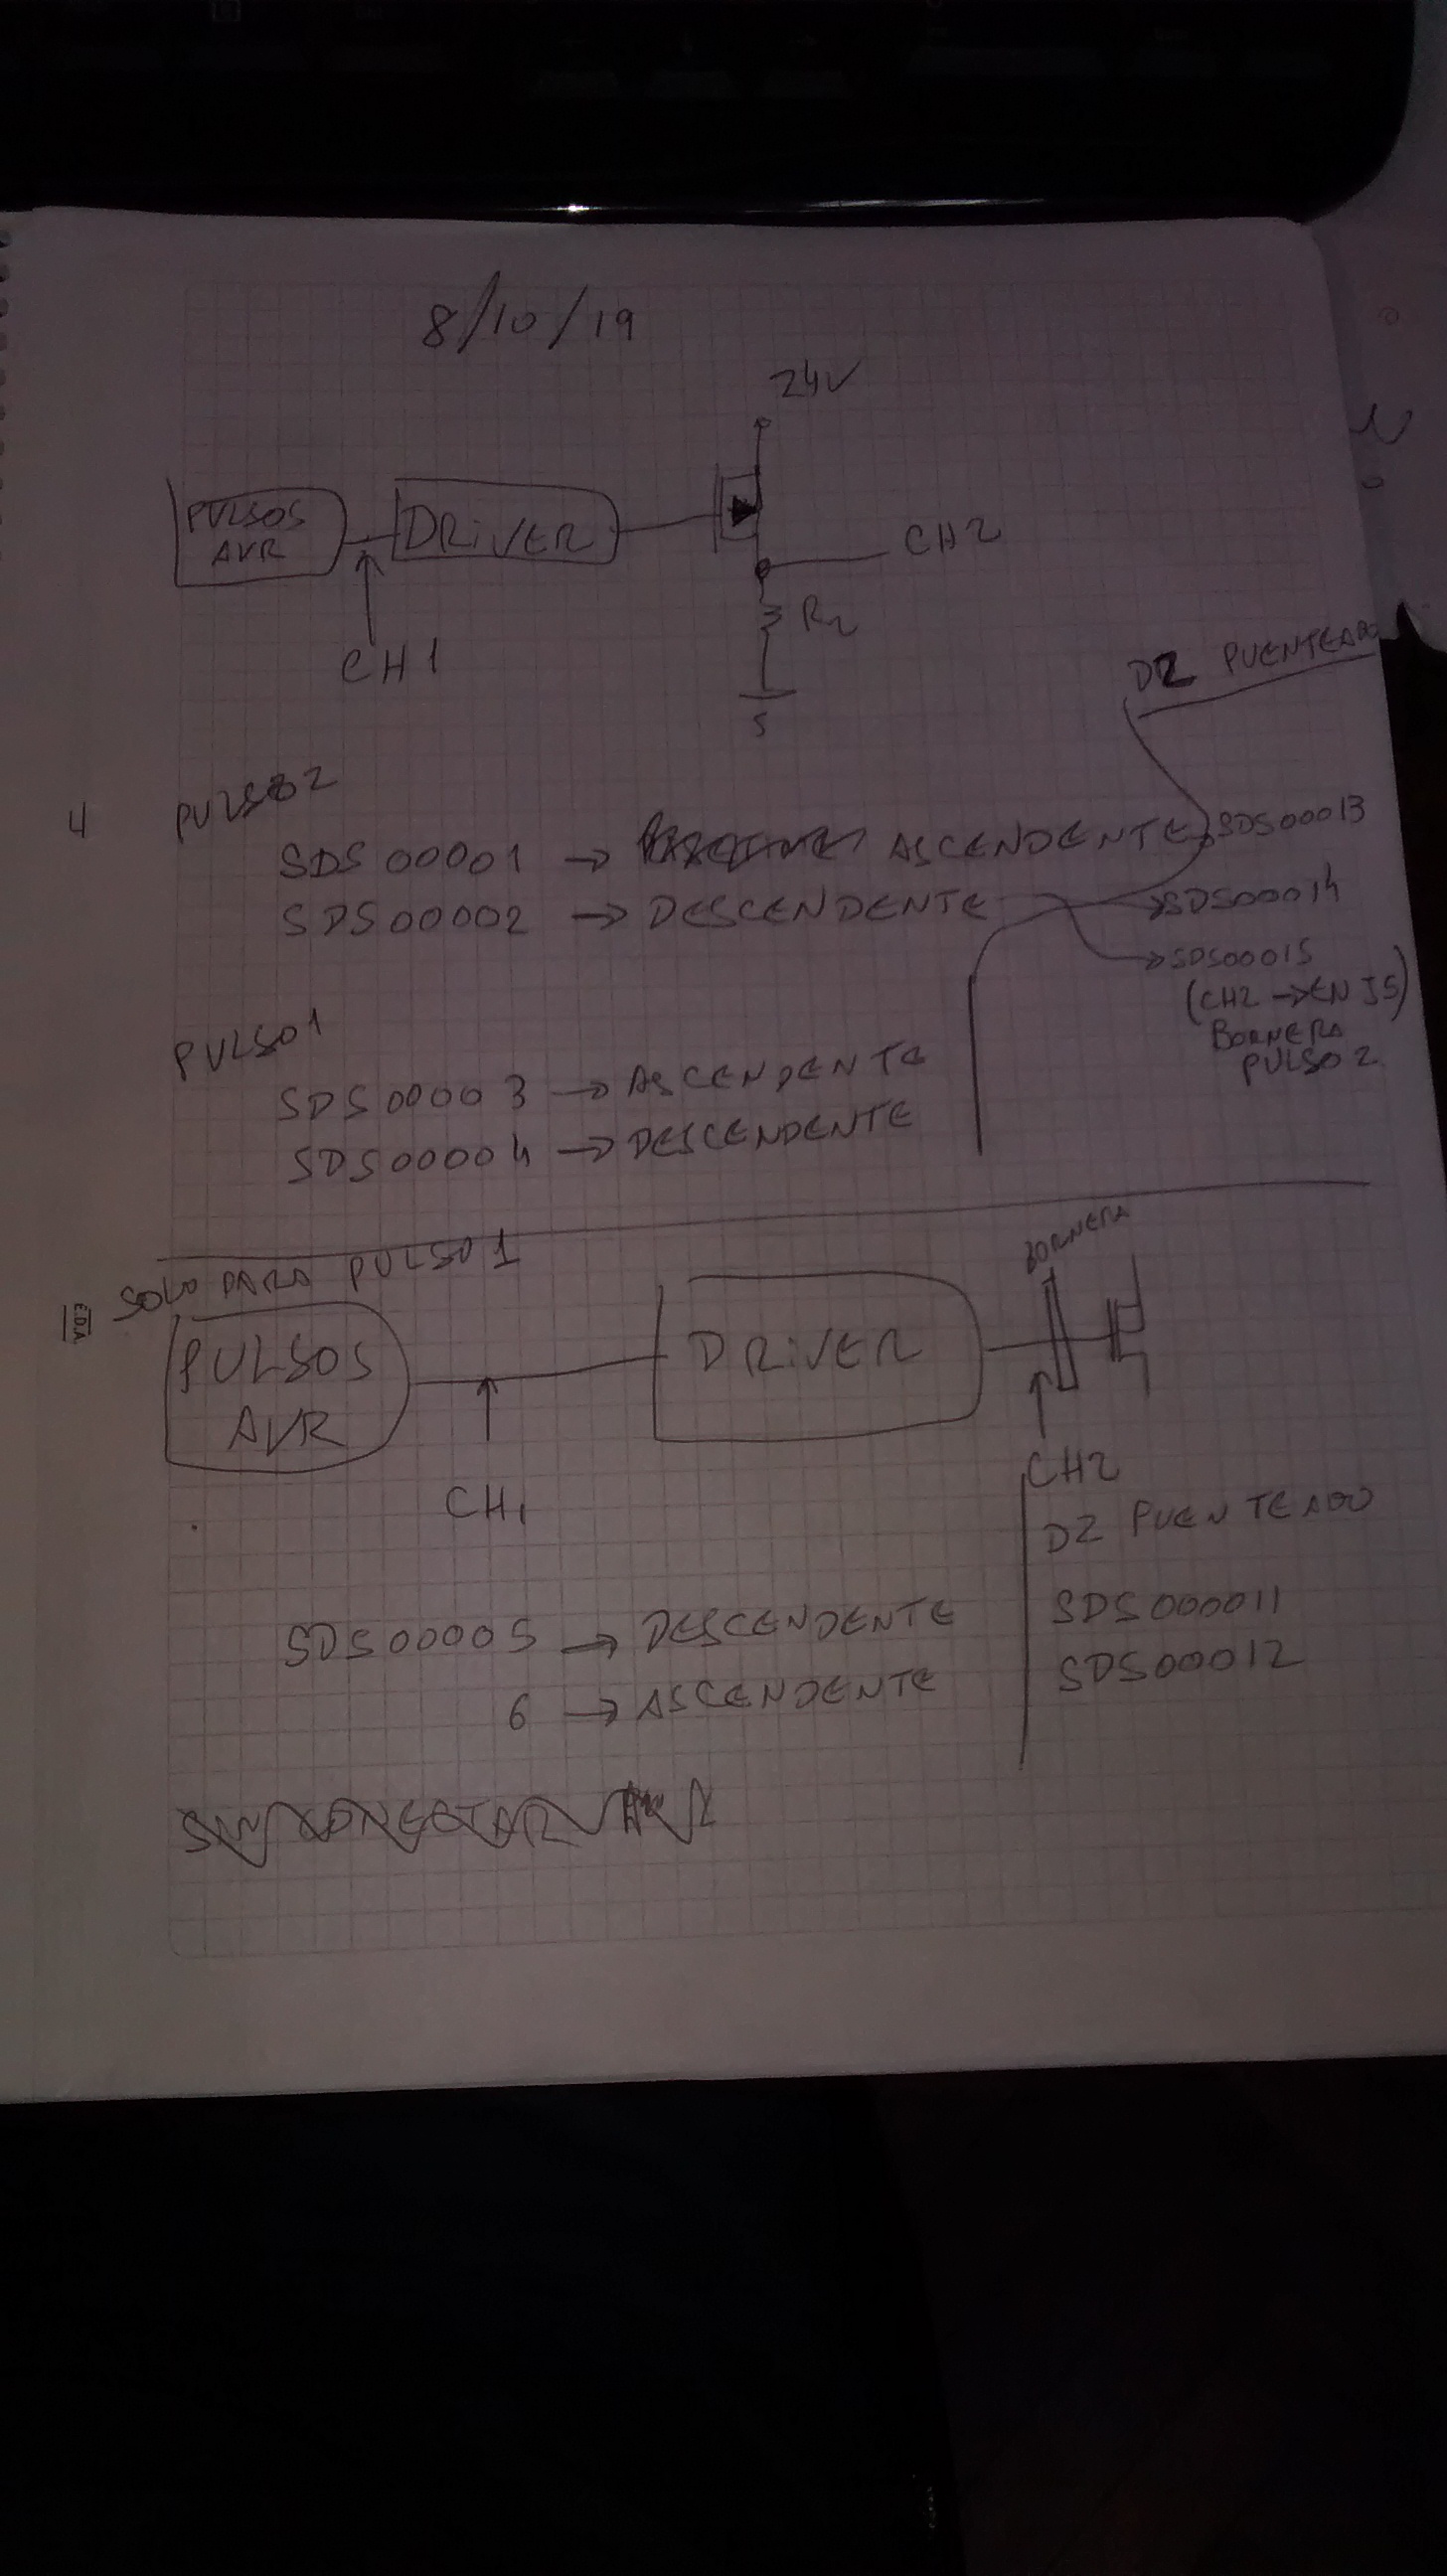 8/10/19
24V
PULSOS
AVR
DRIVER
CH2
CH1
R2
S
DZ PUENTEADO
4
PULSO2
SDS00001 → ASCENDENTE SDS00013
SDS00002 → DESCENDENTE SDS00014
SDS00015
(CH2 → EN J5)
BORNERA
PULSO 2
PULSO1
SDS00003 → ASCENDENTE
SDS00004 → DESCENDENTE
SOLO PARA PULSO1
BORNERA
PULSOS
AVR
DRIVER
CH1
CH2
DZ PUENTEADO
SDS00005 → DESCENDENTE
6 → ASCENDENTE
SDS000011
SDS00012